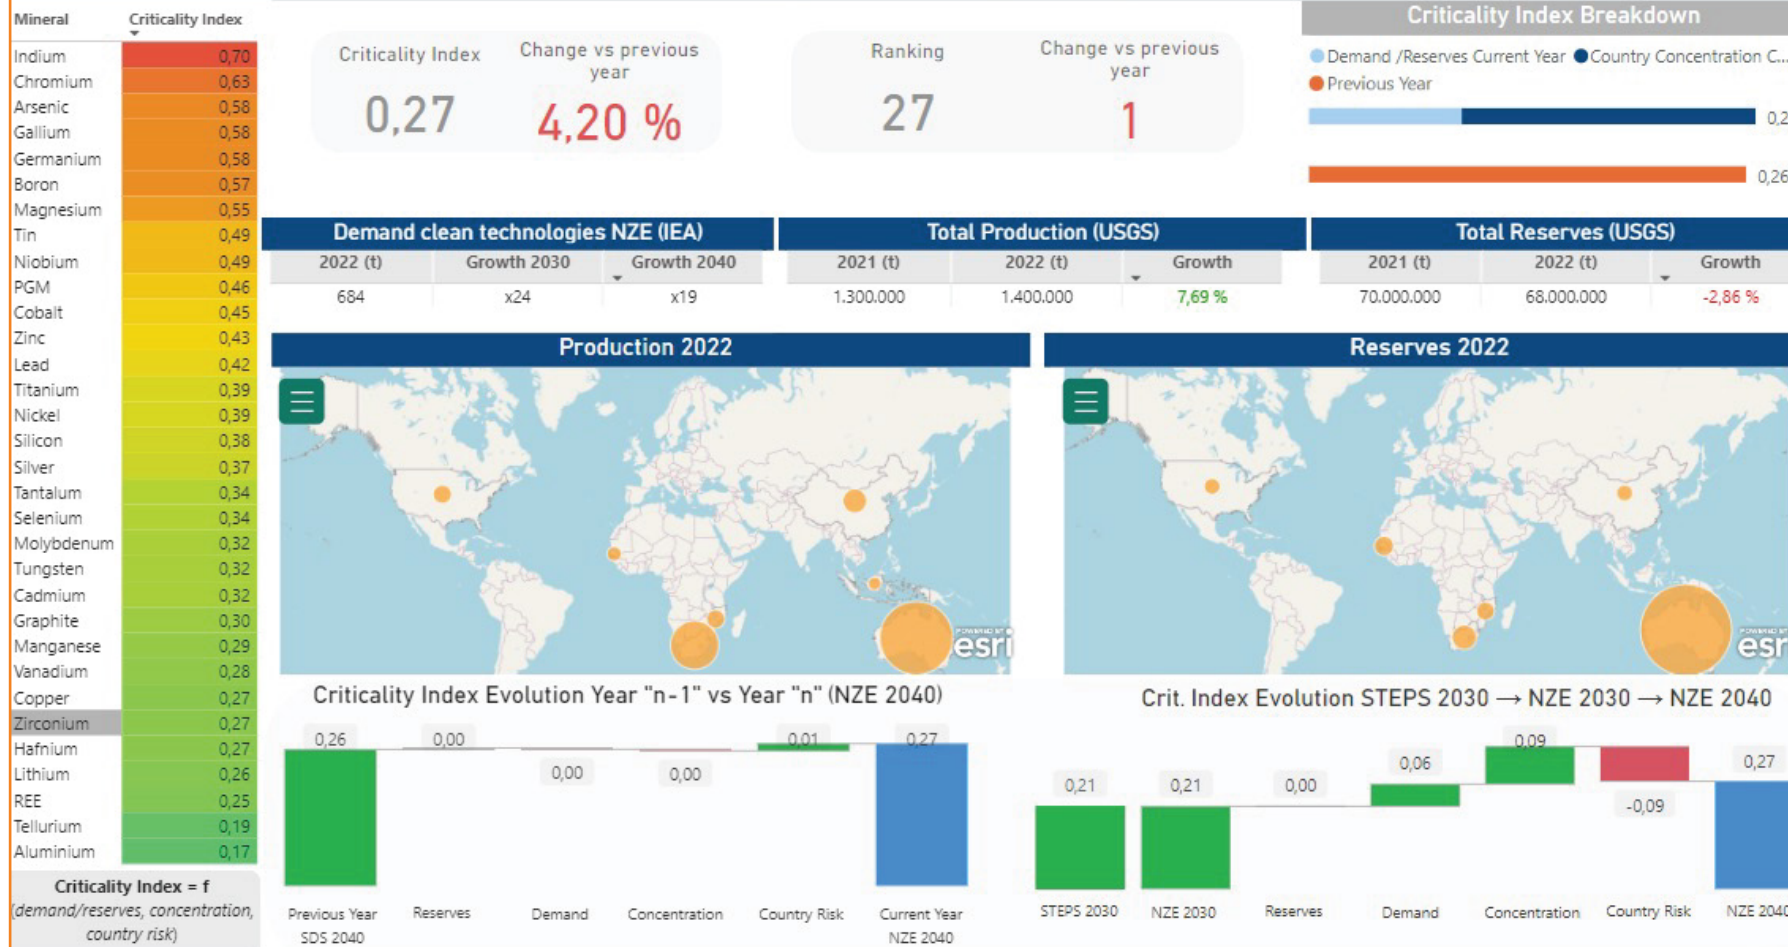 Mineral Criticality Index
Indium 0,70
Chromium 0,63
Arsenic 0,58
Gallium 0,58
Germanium 0,58
Boron 0,57
Magnesium 0,55
Tin 0,49
Niobium 0,49
PGM 0,46
Cobalt 0,45
Zinc 0,43
Lead 0,42
Titanium 0,39
Nickel 0,39
Silicon 0,38
Silver 0,37
Tantalum 0,34
Selenium 0,34
Molybdenum 0,32
Tungsten 0,32
Cadmium 0,32
Graphite 0,30
Manganese 0,29
Vanadium 0,28
Copper 0,27
Zirconium 0,27
Hafnium 0,27
Lithium 0,26
REE 0,25
Tellurium 0,19
Aluminium 0,17
Criticality Index = f
(demand/reserves, concentration,
country risk)
Criticality Index
0,27
Change vs previous
year
4,20 %
Ranking
27
Change vs previous
year
1
Criticality Index Breakdown
Demand /Reserves Current Year Country Concentration C...
Previous Year
0,2
0,26
Demand clean technologies NZE (IEA)
2022 (t) Growth 2030 Growth 2040
684 x24 x19
Total Production (USGS)
2021 (t) 2022 (t) Growth
1.300.000 1.400.000 7,69 %
Total Reserves (USGS)
2021 (t) 2022 (t) Growth
70.000.000 68.000.000 -2,86 %
Production 2022
POWERED BY
esri
Reserves 2022
POWERED BY
esr
Criticality Index Evolution Year "n-1" vs Year "n" (NZE 2040)
0,26 0,00 0,00 0,00 0,01 0,27
Previous Year Reserves Demand Concentration Country Risk Current Year
SDS 2040 NZE 2040
Crit. Index Evolution STEPS 2030 → NZE 2030 → NZE 2040
0,21 0,21 0,00 0,06 0,09 -0,09 0,27
STEPS 2030 NZE 2030 Reserves Demand Concentration Country Risk NZE 2040